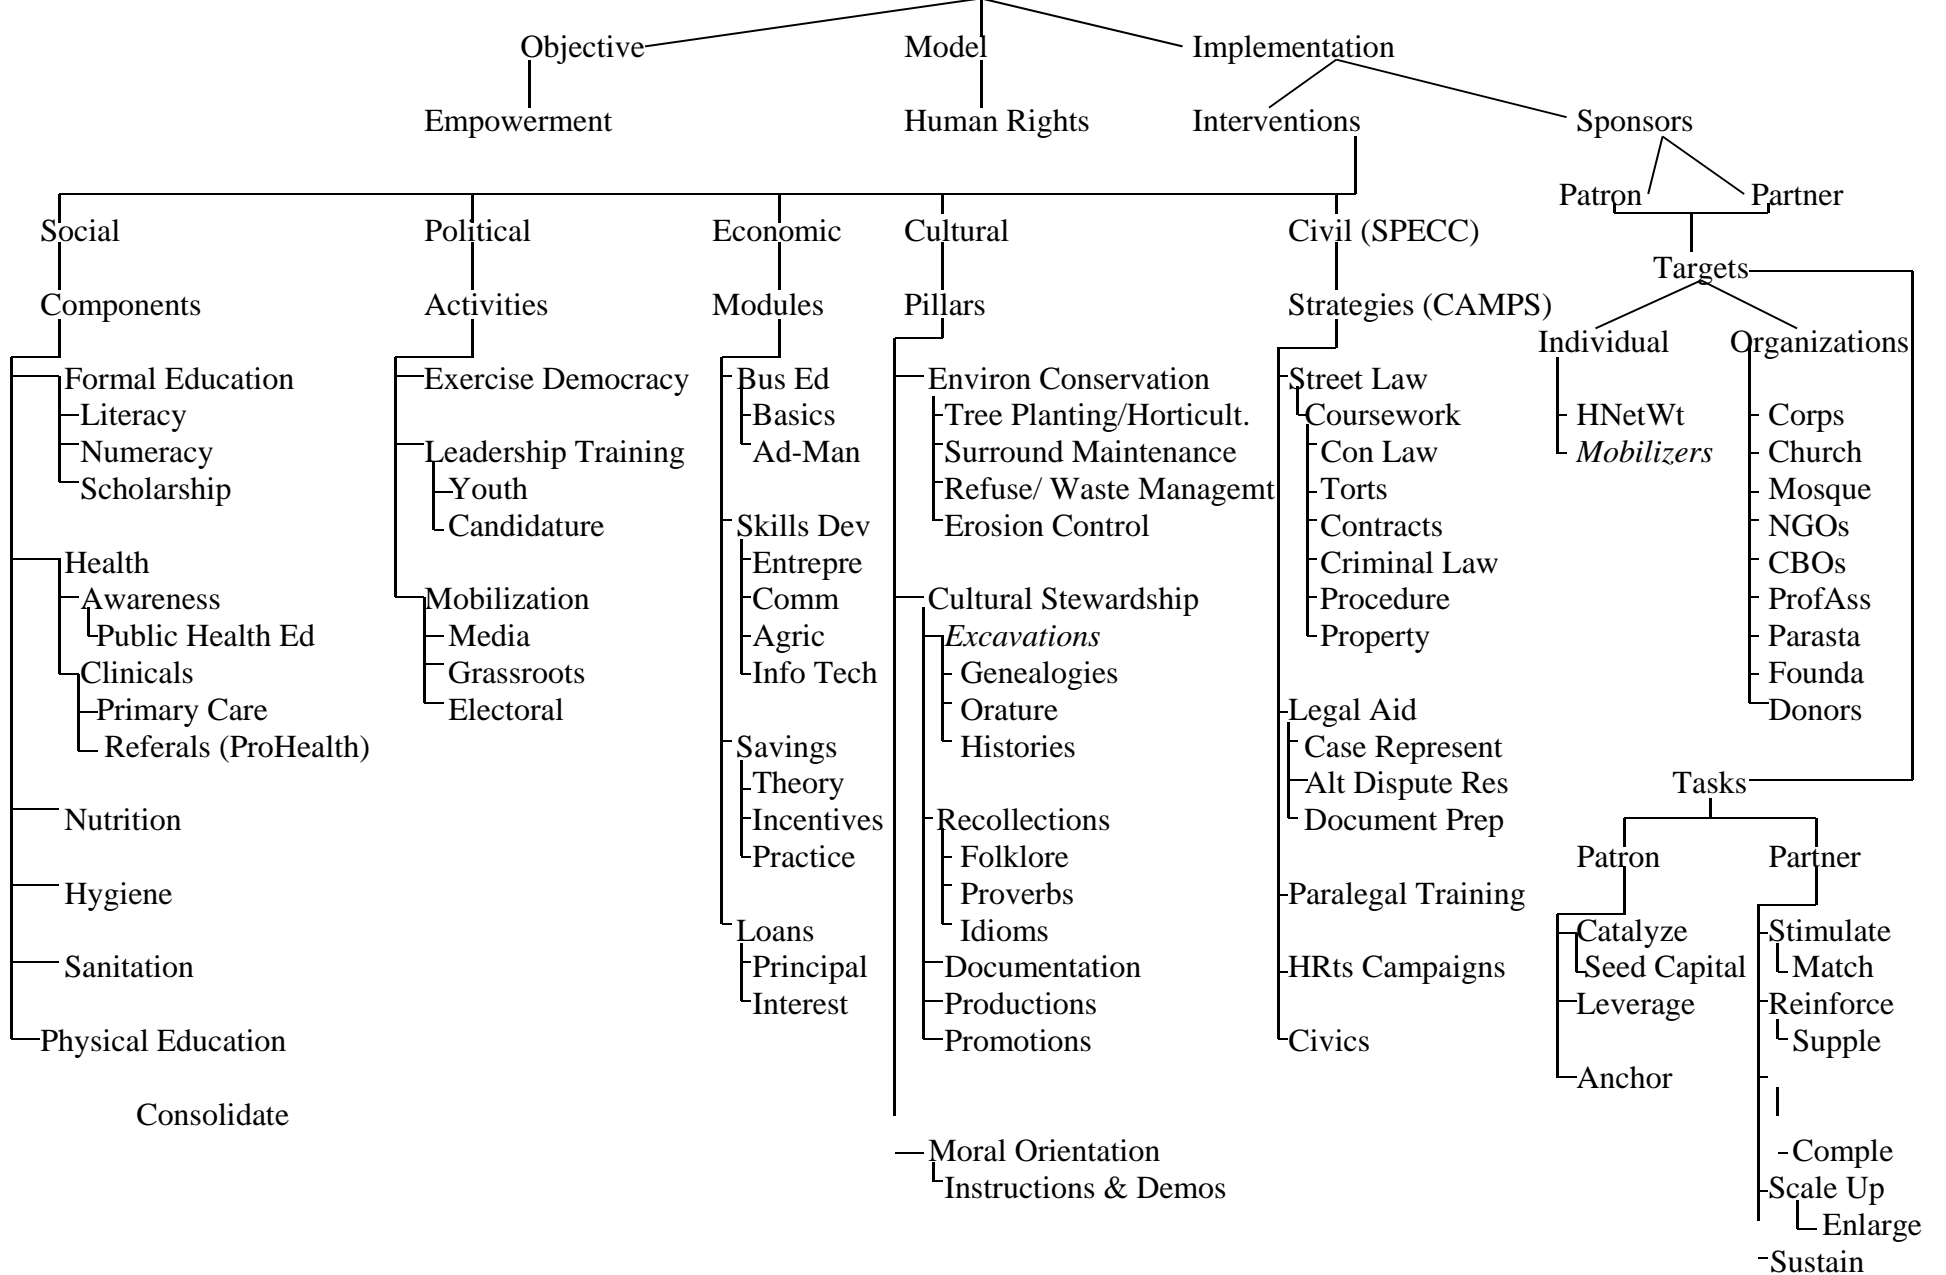 Objective Model Implementation
Empowerment Human Rights Interventions Sponsors
Patron Partner
Social Political Economic Cultural Civil (SPECC)
Targets
Components Activities Modules Pillars Strategies (CAMPS)
Individual Organizations
Formal Education Exercise Democracy Bus Ed Environ Conservation Street Law
Literacy Basics Tree Planting/Horticult. Coursework HNetWt Corps
Numeracy Leadership Training Ad-Man Surround Maintenance Con Law Mobilizers Church
Scholarship Youth Refuse/ Waste Managemt Torts Mosque
Candidature Skills Dev Erosion Control Contracts NGOs
Health Entrepre Criminal Law CBOs
Awareness Mobilization Comm Cultural Stewardship Procedure ProfAss
Public Health Ed Media Agric Excavations Property Parasta
Clinicals Grassroots Info Tech Genealogies Founda
Primary Care Electoral Orature Legal Aid Donors
Referals (ProHealth) Savings Histories Case Represent
Theory Alt Dispute Res Tasks
Nutrition Incentives Recollections Document Prep
Practice Folklore Patron Partner
Hygiene Proverbs Paralegal Training
Loans Idioms Catalyze Stimulate
Sanitation Principal Documentation HRts Campaigns Seed Capital Match
Interest Productions Leverage Reinforce
Physical Education Promotions Civics Supple
Anchor
Consolidate
Moral Orientation Comple
Instructions & Demos Scale Up
Enlarge
Sustain